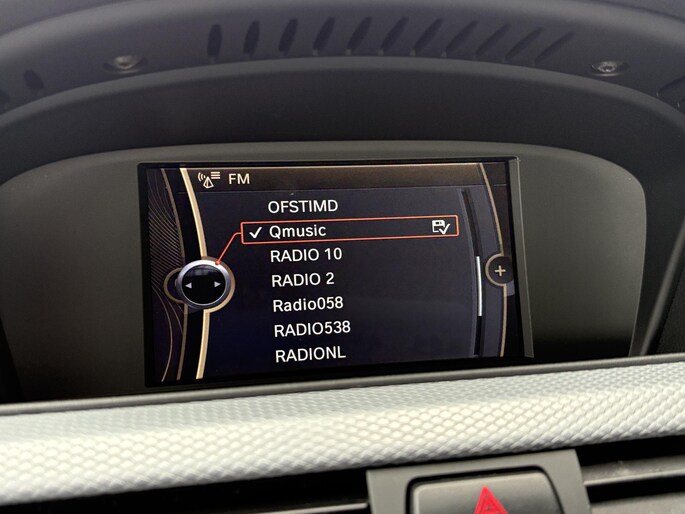 FM
OFSTIMD
Qmusic
RADIO 10
RADIO 2
Radio058
RADIO538
RADIONL